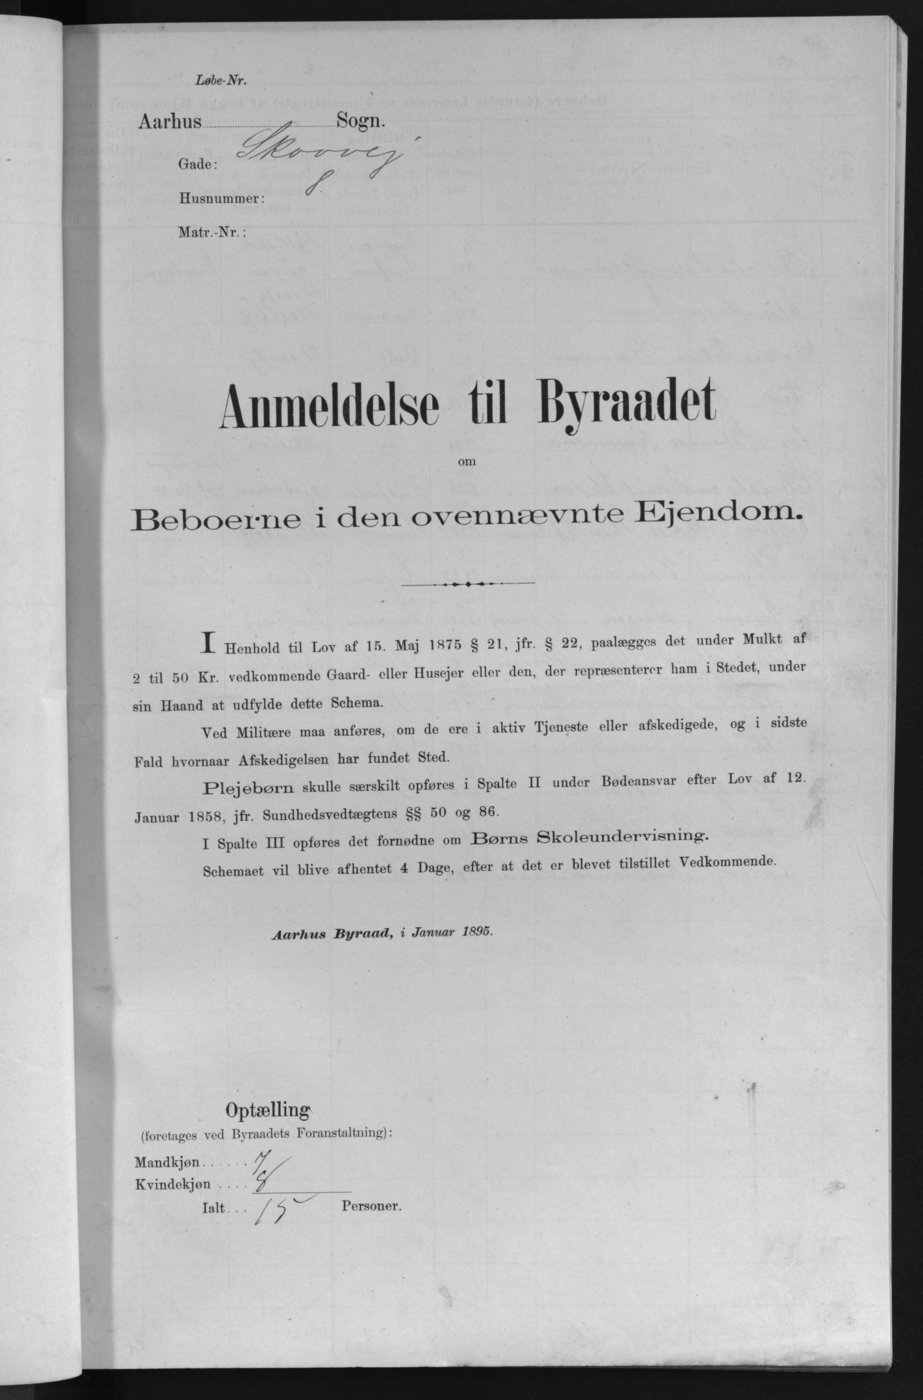 Løbe-Nr.
Aarhus Sogn.
Gade: Skovvej
Husnummer: 8.
Matr.-Nr.:
Anmeldelse til Byraadet
om
Beboerne i den ovennævnte Ejendom.
I Henhold til Lov af 15. Maj 1875 § 21, jfr. § 22, paalægges det under Mulkt af
2 til 50 Kr. vedkommende Gaard- eller Husejer eller den, der repræsenterer ham i Stedet, under
sin Haand at udfylde dette Schema.
Ved Militære maa anføres, om de ere i aktiv Tjeneste eller afskedigede, og i sidste
Fald hvornaar Afskedigelsen har fundet Sted.
Plejebørn skulle særskilt opføres i Spalte II under Bødeansvar efter Lov af 12.
Januar 1858, jfr. Sundhedsvedtægtens §§ 50 og 86.
I Spalte III opføres det fornødne om Børns Skoleundervisning.
Schemaet vil blive afhentet 4 Dage, efter at det er blevet tilstillet Vedkommende.
Aarhus Byraad, i Januar 1895.
Optælling
(foretages ved Byraadets Foranstaltning):
Mandkjøn...... 7
Kvindekjøn .... 8
Ialt... 15 Personer.